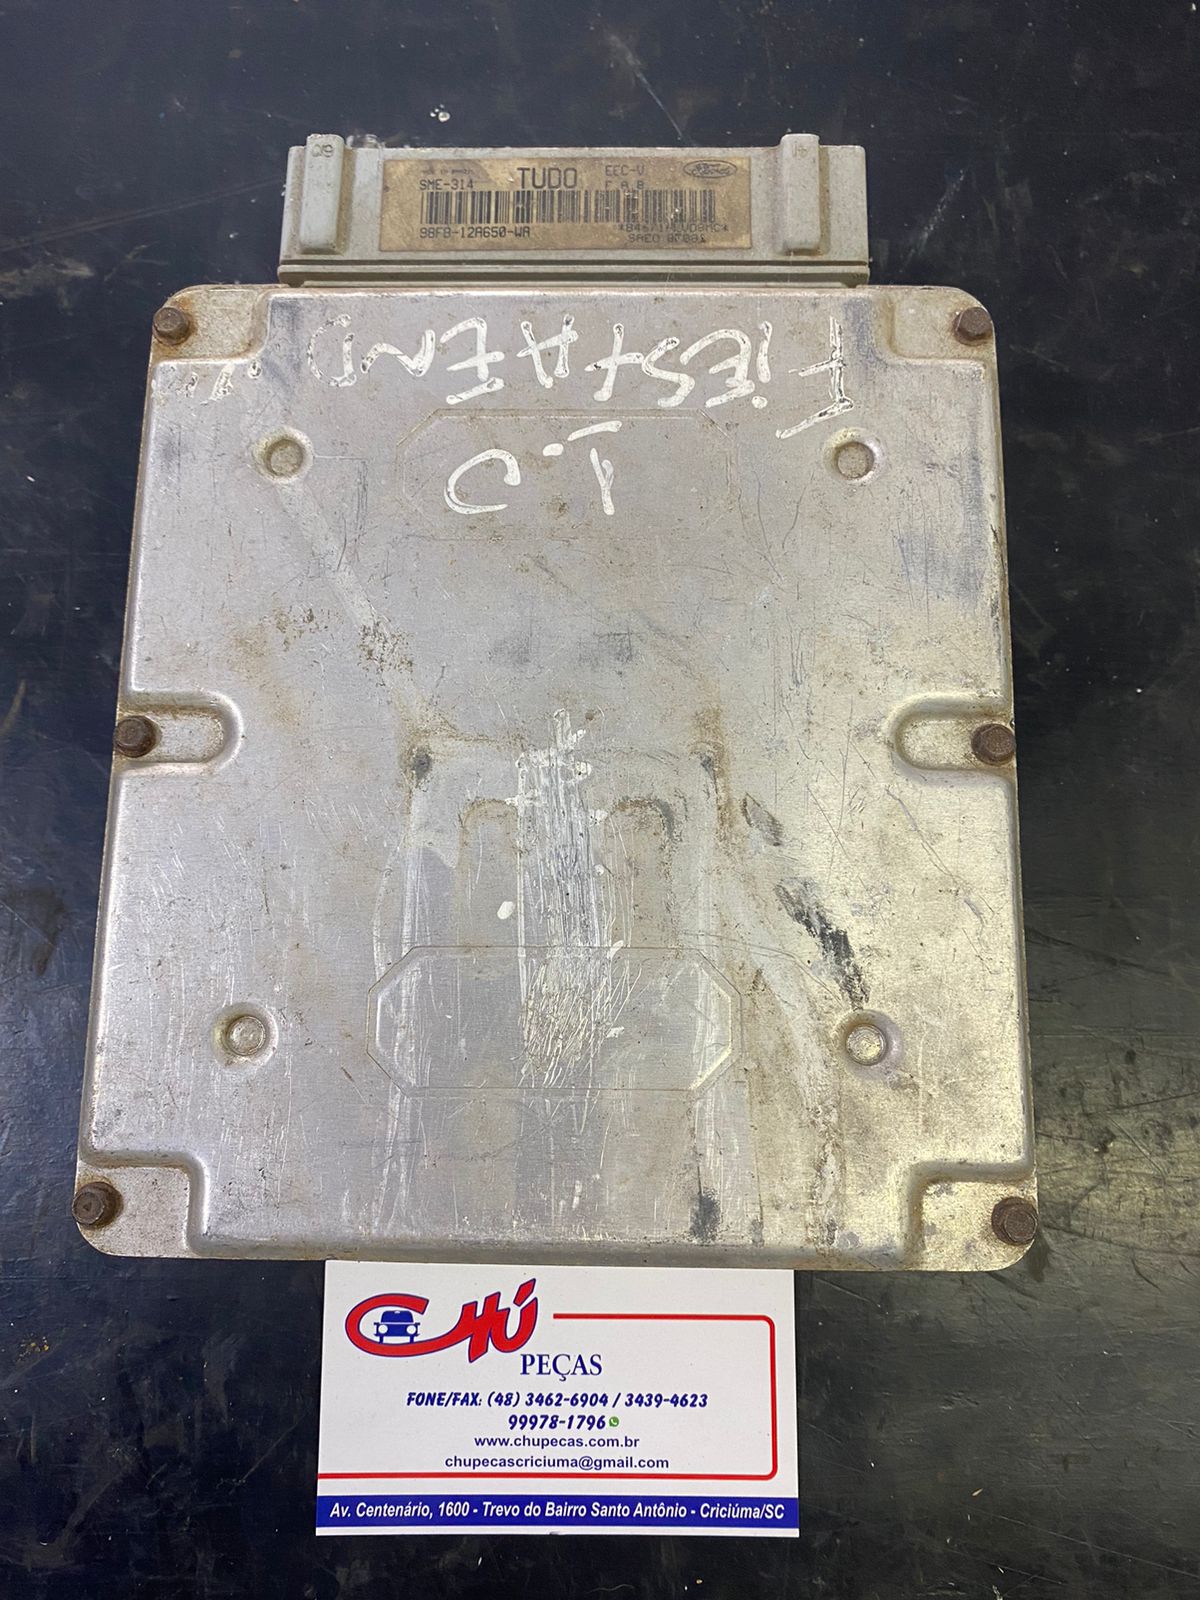 SME-314 TUDO EEC-V Ford
F A B
98FB-12A650-WA
FIESTA END
1.0
CHÚ
PEÇAS
FONE/FAX: (48) 3462-6904 / 3439-4623
99978-1796
www.chupecas.com.br
chupecascriciuma@gmail.com
Av. Centenário, 1600 - Trevo do Bairro Santo Antônio - Criciúma/SC